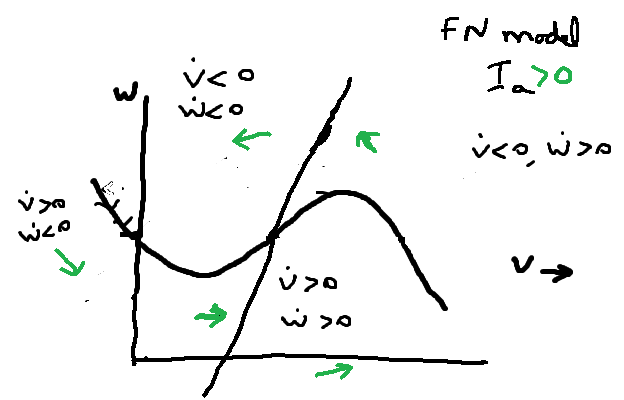 FN model
Iₐ>0
w
v̇<0
ẇ<0
v̇<0, ẇ>0
v̇>0
ẇ<0
v →
v̇>0
ẇ>0